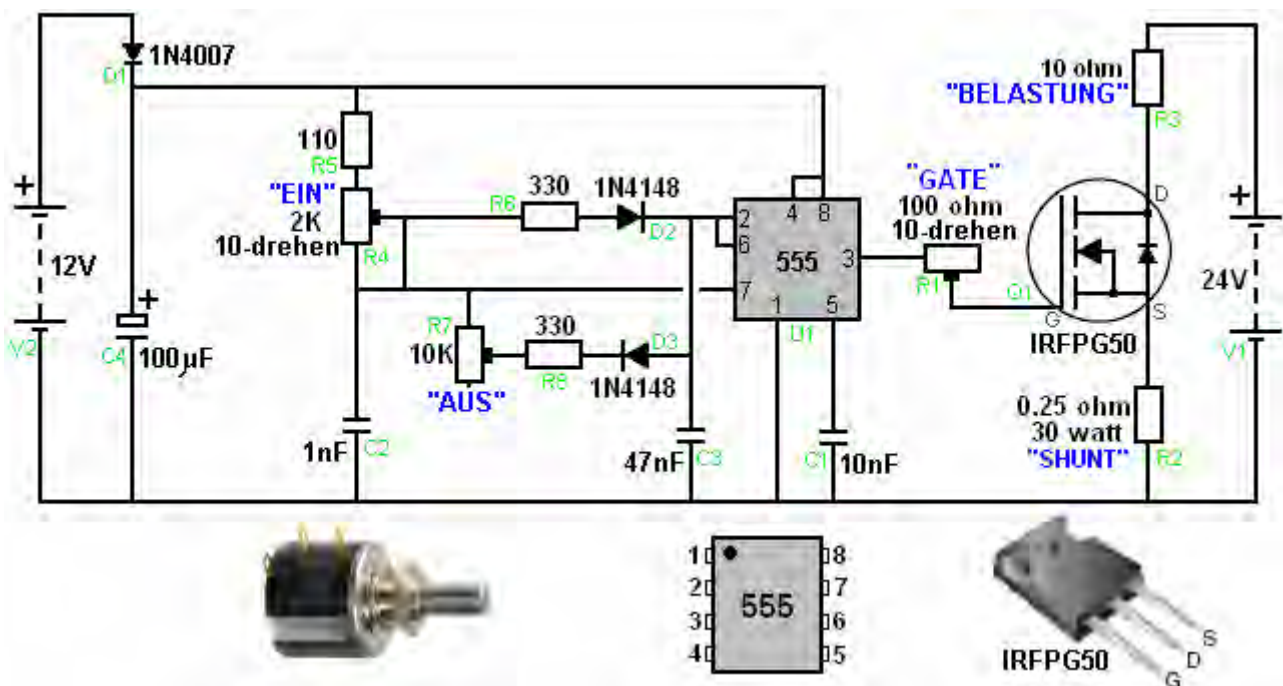 1N4007
D1
+
12V
V2
+
C4
100µF
110
R5
"EIN"
2K
10-drehen
R4
330
R6
1N4148
D2
R7
10K
"AUS"
330
R8
D3
1N4148
1nF
C2
47nF
C3
2
6
7
4
8
555
3
1
5
U1
C1
10nF
"GATE"
100 ohm
10-drehen
R1
10 ohm
"BELASTUNG"
R3
D
Q1
G
S
IRFPG50
+
24V
V1
0.25 ohm
30 watt
"SHUNT"
R2
1
2
3
4
555
8
7
6
5
IRFPG50
S
D
G